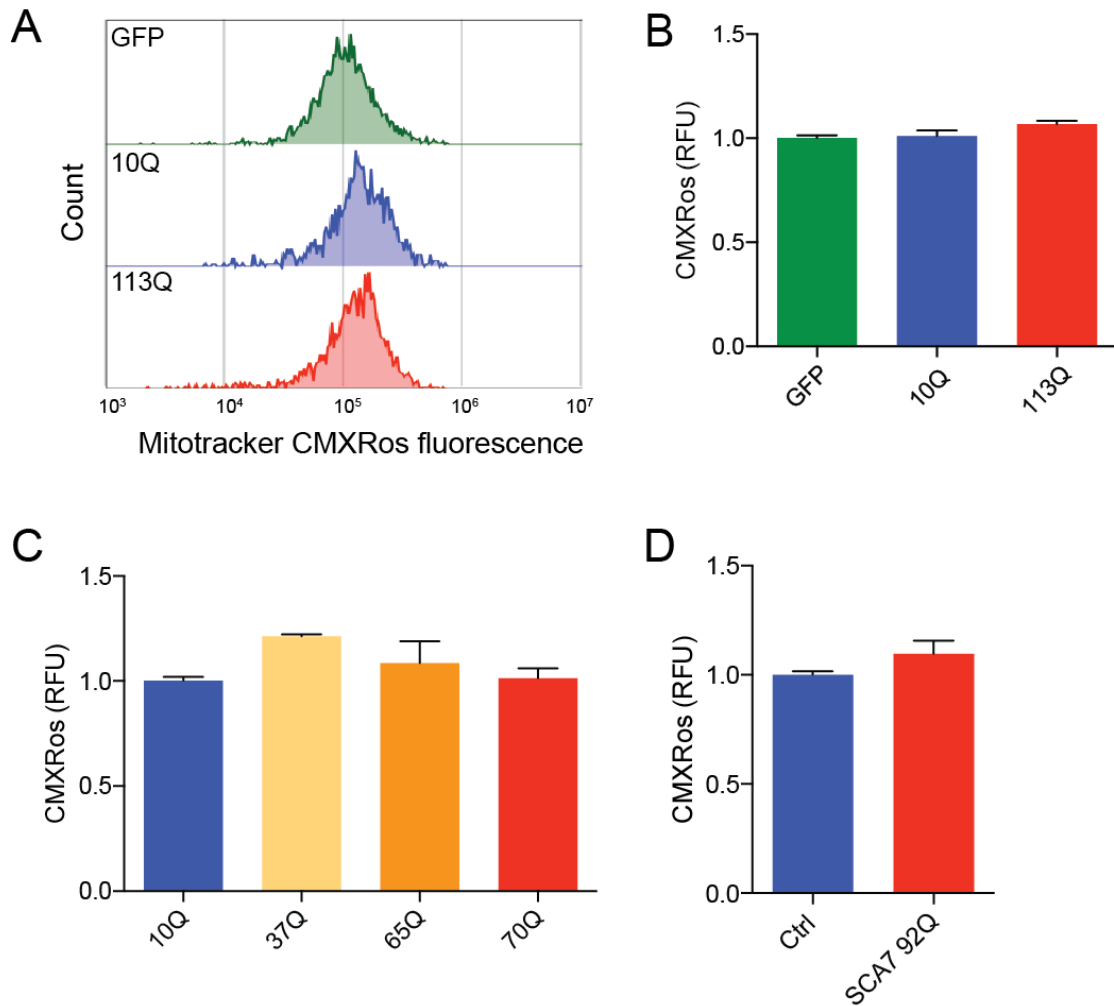 A
GFP
10Q
113Q
Count
10³ 10⁴ 10⁵ 10⁶ 10⁷
Mitotracker CMXRos fluorescence
B
CMXRos (RFU)
1.5
1.0
0.5
0.0
GFP 10Q 113Q
C
CMXRos (RFU)
1.5
1.0
0.5
0.0
10Q 37Q 65Q 70Q
D
CMXRos (RFU)
1.5
1.0
0.5
0.0
Ctrl SCA7 92Q